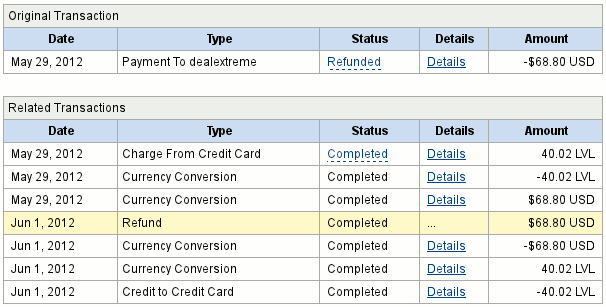 Original Transaction
Date Type Status Details Amount
May 29, 2012 Payment To dealextreme Refunded Details -$68.80 USD
Related Transactions
Date Type Status Details Amount
May 29, 2012 Charge From Credit Card Completed Details 40.02 LVL
May 29, 2012 Currency Conversion Completed Details -40.02 LVL
May 29, 2012 Currency Conversion Completed Details $68.80 USD
Jun 1, 2012 Refund Completed ... $68.80 USD
Jun 1, 2012 Currency Conversion Completed Details -$68.80 USD
Jun 1, 2012 Currency Conversion Completed Details 40.02 LVL
Jun 1, 2012 Credit to Credit Card Completed Details -40.02 LVL